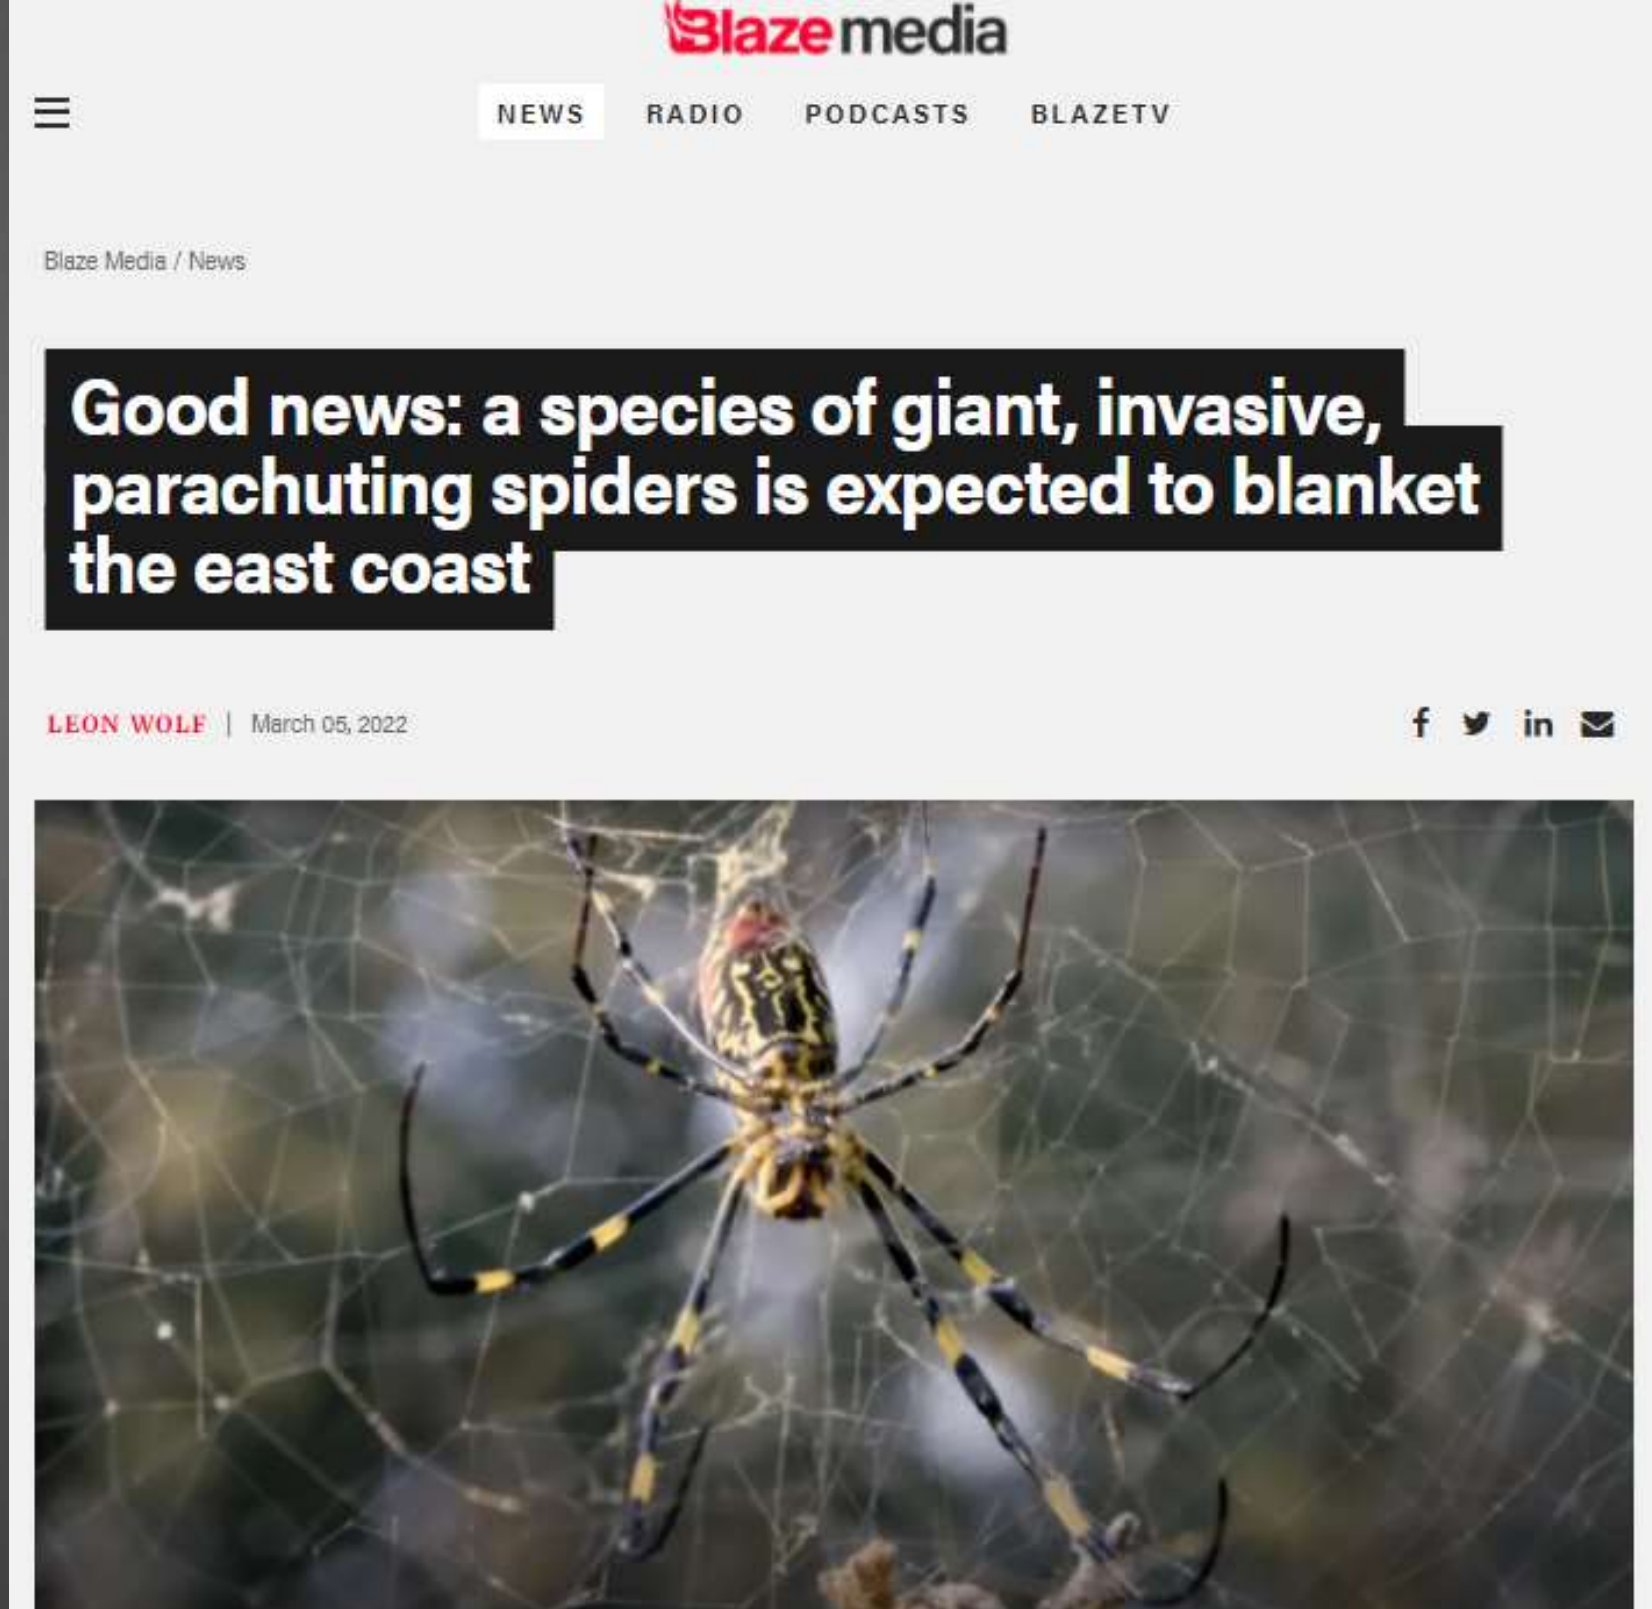 Blaze media
NEWS RADIO PODCASTS BLAZETV
Blaze Media / News
Good news: a species of giant, invasive,
parachuting spiders is expected to blanket
the east coast
LEON WOLF | March 05, 2022